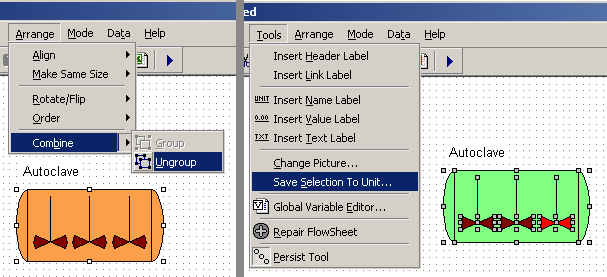 Arrange Mode Data Help
Align
Make Same Size
Rotate/Flip
Order
Combine
Group
Ungroup
Autoclave
ed
Tools Arrange Mode Data Help
Insert Header Label
Insert Link Label
UNIT Insert Name Label
0.00 Insert Value Label
TXT Insert Text Label
Change Picture...
Save Selection To Unit...
Global Variable Editor...
Repair FlowSheet
Persist Tool
Autoclave